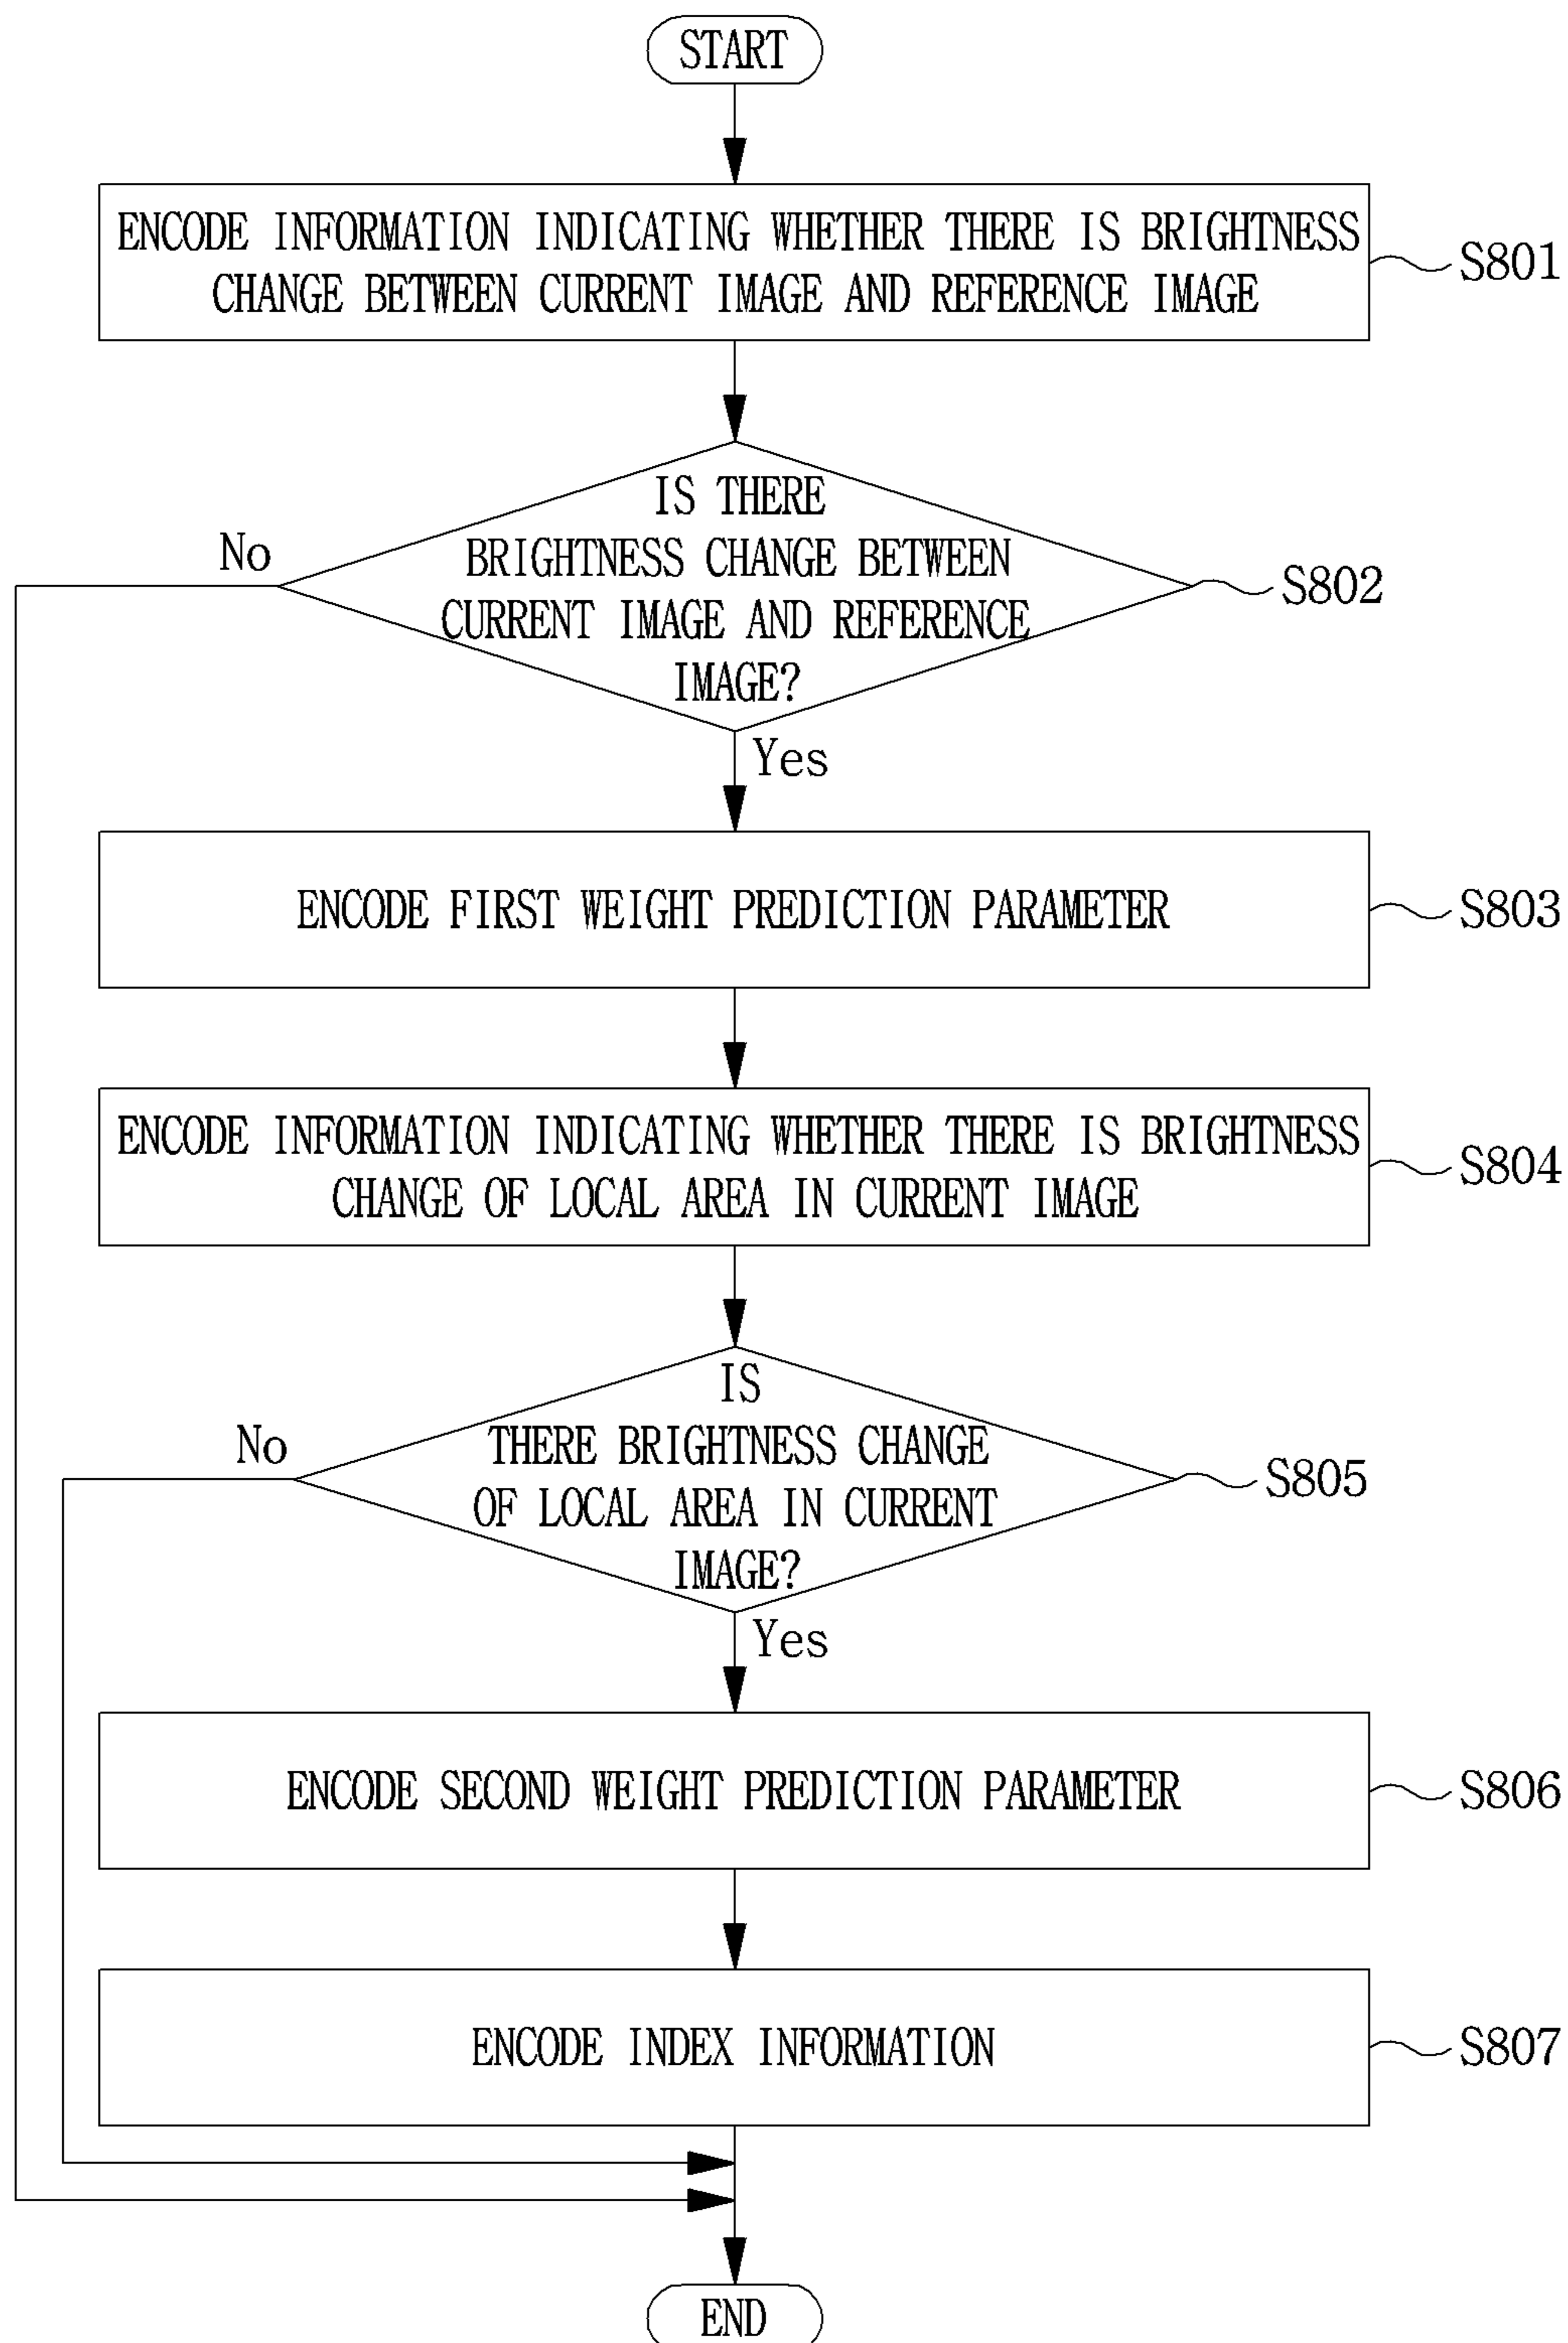 START
ENCODE INFORMATION INDICATING WHETHER THERE IS BRIGHTNESS
CHANGE BETWEEN CURRENT IMAGE AND REFERENCE IMAGE
S801
IS THERE
BRIGHTNESS CHANGE BETWEEN
CURRENT IMAGE AND REFERENCE
IMAGE?
No
S802
Yes
ENCODE FIRST WEIGHT PREDICTION PARAMETER
S803
ENCODE INFORMATION INDICATING WHETHER THERE IS BRIGHTNESS
CHANGE OF LOCAL AREA IN CURRENT IMAGE
S804
IS
THERE BRIGHTNESS CHANGE
OF LOCAL AREA IN CURRENT
IMAGE?
No
S805
Yes
ENCODE SECOND WEIGHT PREDICTION PARAMETER
S806
ENCODE INDEX INFORMATION
S807
END